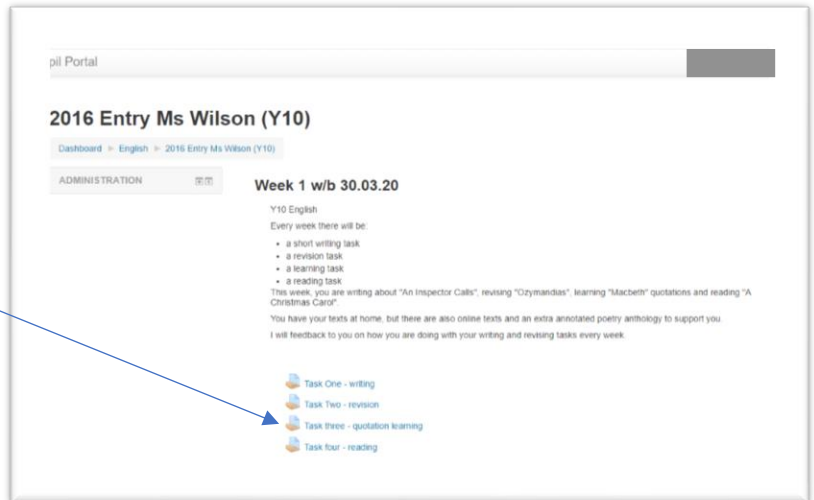 pil Portal
2016 Entry Ms Wilson (Y10)
Dashboard ► English ► 2016 Entry Ms Wilson (Y10)
ADMINISTRATION
Week 1 w/b 30.03.20
Y10 English
Every week there will be:
• a short writing task
• a revision task
• a learning task
• a reading task
This week, you are writing about "An Inspector Calls", revising "Ozymandias", learning "Macbeth" quotations and reading "A
Christmas Carol".
You have your texts at home, but there are also online texts and an extra annotated poetry anthology to support you.
I will feedback to you on how you are doing with your writing and revising tasks every week.
Task One - writing
Task Two - revision
Task three - quotation learning
Task four - reading